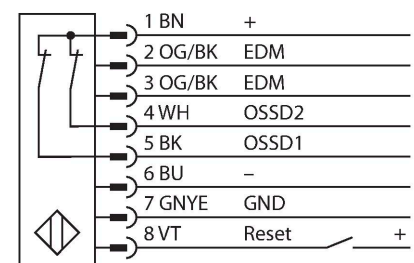 1 BN +
2 OG/BK EDM
3 OG/BK EDM
4 WH OSSD2
5 BK OSSD1
6 BU –
7 GNYE GND
8 VT Reset +